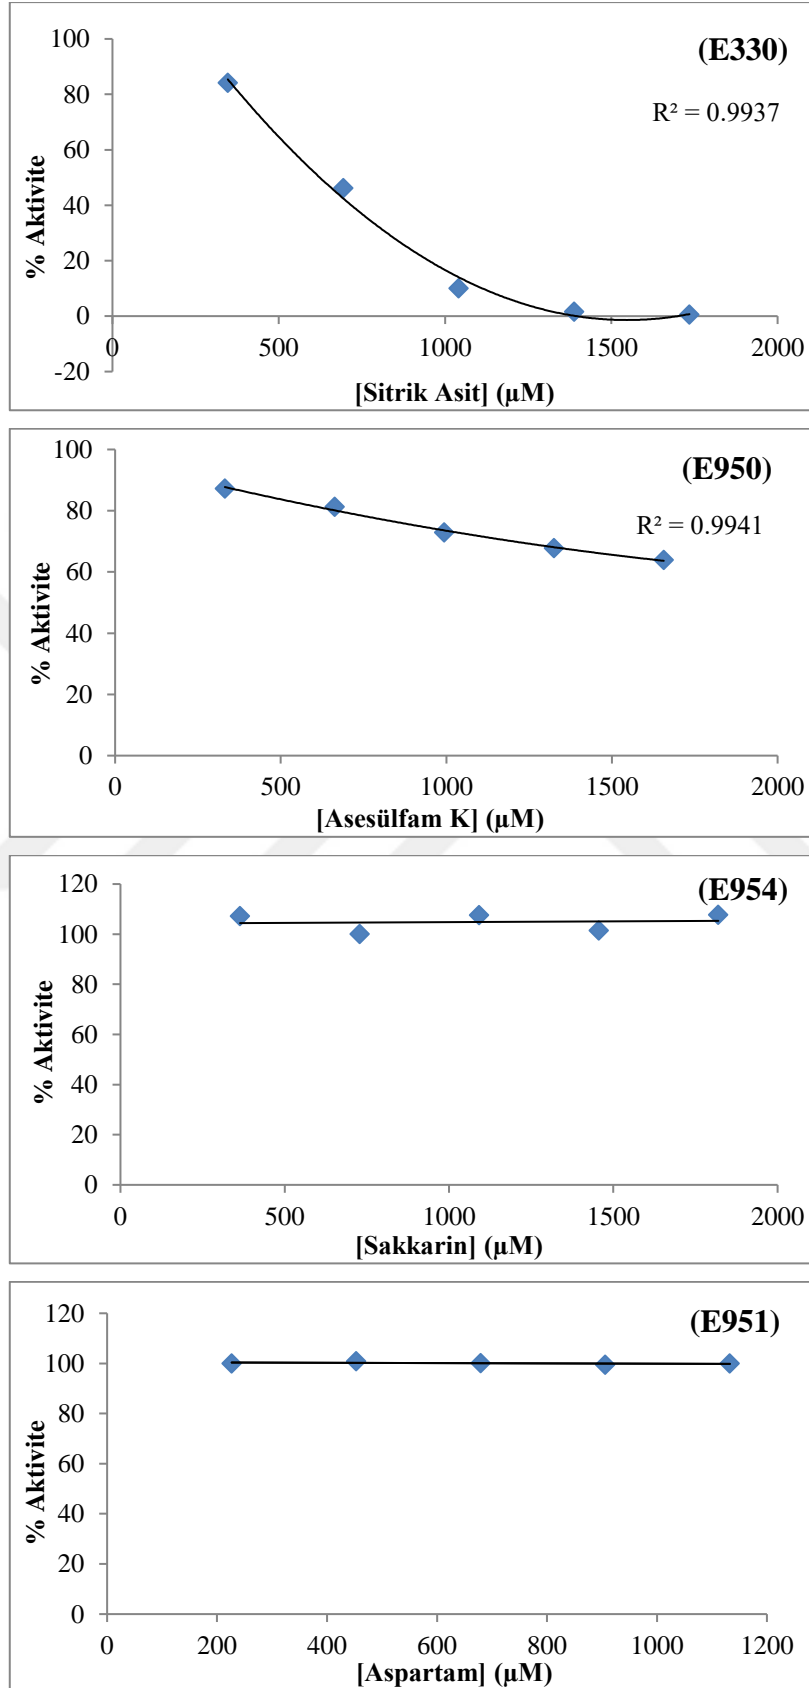 (E330)
R² = 0.9937
% Aktivite
100
80
60
40
20
0
-20
0 500 1000 1500 2000
[Sitrik Asit] (µM)
(E950)
R² = 0.9941
% Aktivite
100
80
60
40
20
0
0 500 1000 1500 2000
[Asesülfam K] (µM)
(E954)
% Aktivite
120
100
80
60
40
20
0
0 500 1000 1500 2000
[Sakkarin] (µM)
(E951)
% Aktivite
120
100
80
60
40
20
0
0 200 400 600 800 1000 1200
[Aspartam] (µM)